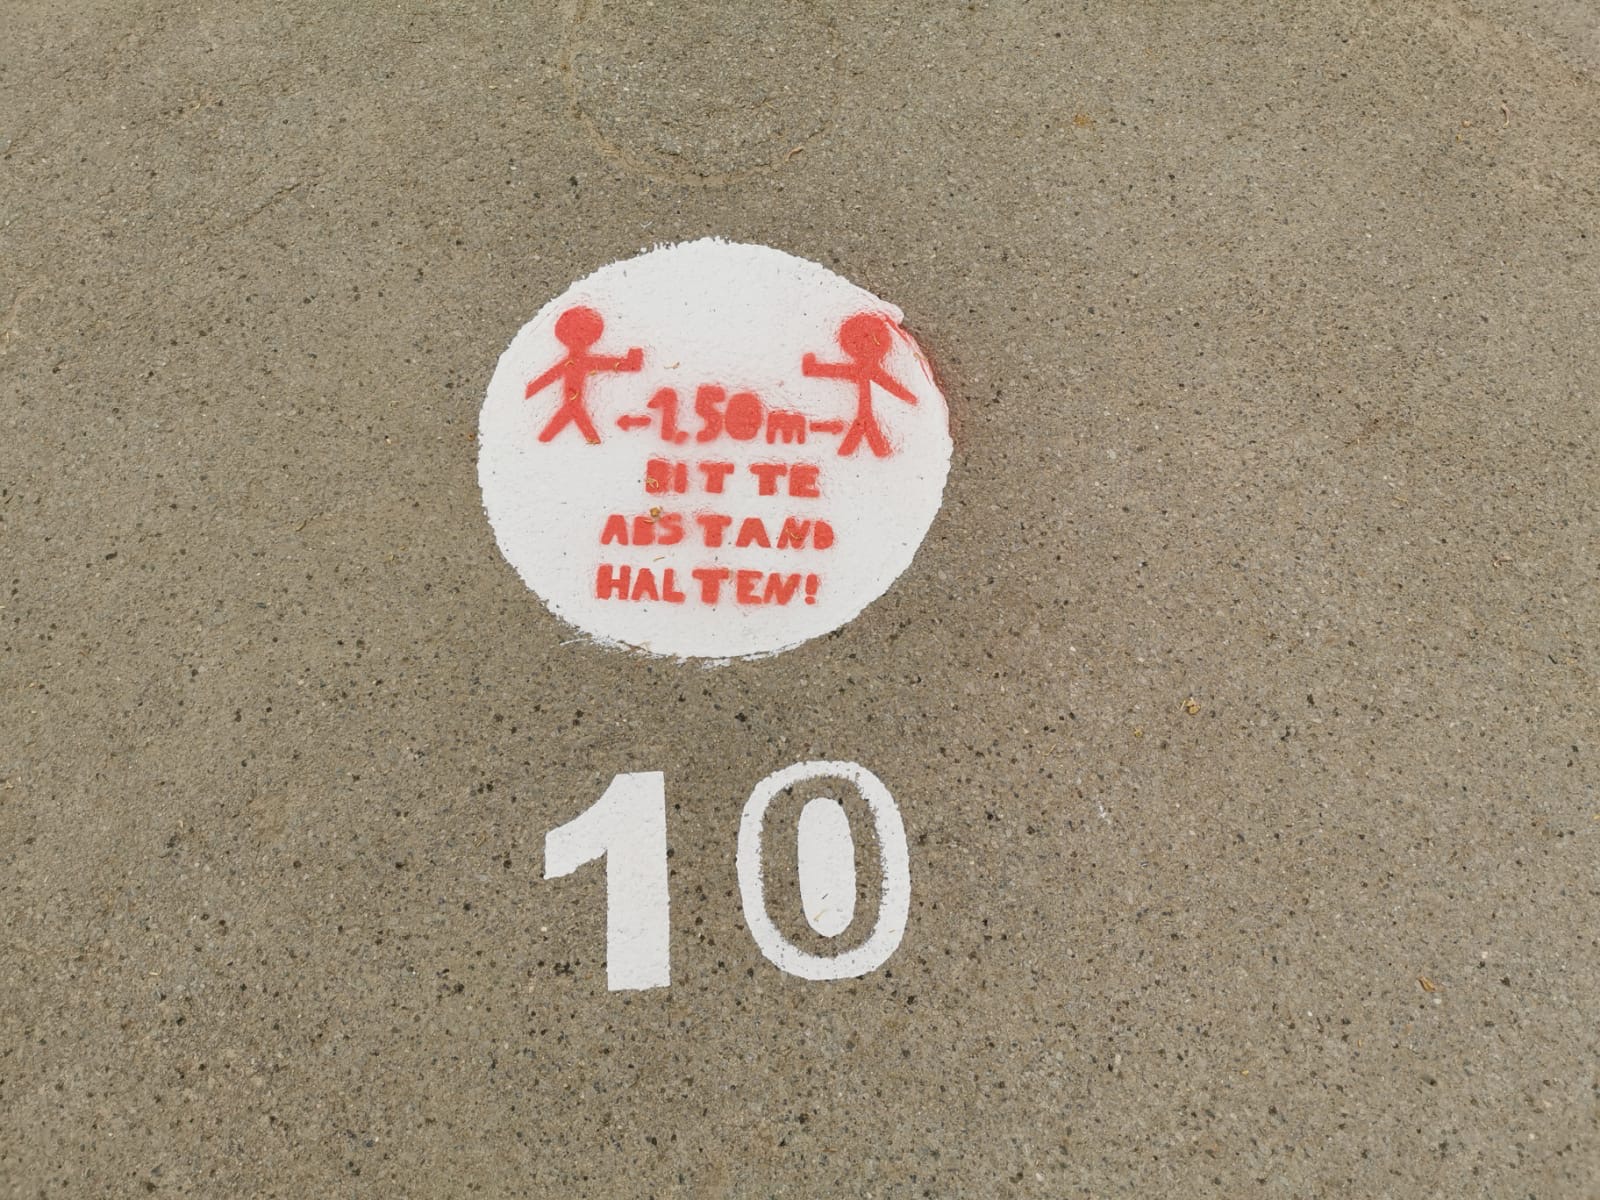 -1,50m-
BITTE
ABSTAND
HALTEN!
10